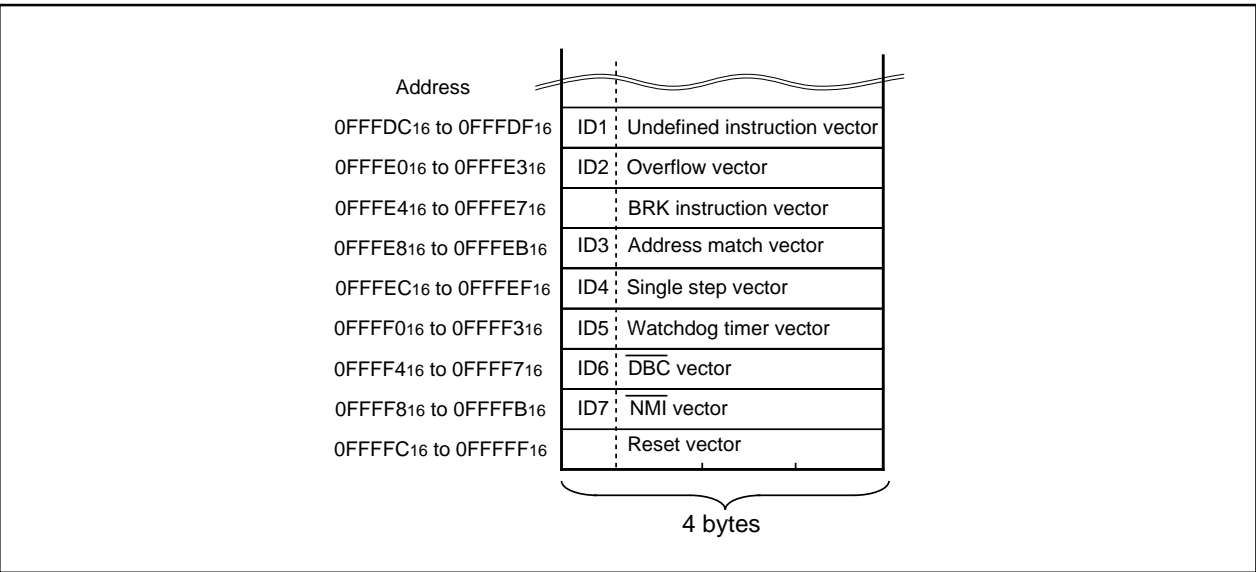 Address
0FFFDC16 to 0FFFDF16 ID1 Undefined instruction vector
0FFFE016 to 0FFFE316 ID2 Overflow vector
0FFFE416 to 0FFFE716 BRK instruction vector
0FFFE816 to 0FFFEB16 ID3 Address match vector
0FFFEC16 to 0FFFEF16 ID4 Single step vector
0FFFF016 to 0FFFF316 ID5 Watchdog timer vector
0FFFF416 to 0FFFF716 ID6 DBC vector
0FFFF816 to 0FFFFB16 ID7 NMI vector
0FFFFC16 to 0FFFFF16 Reset vector
4 bytes